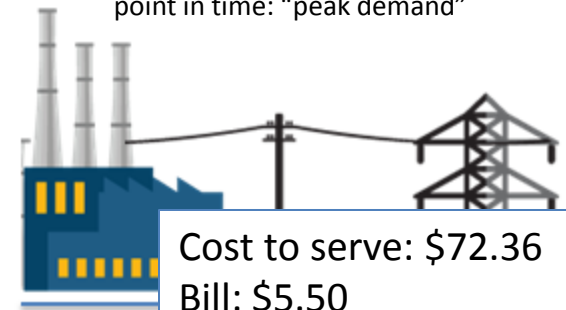 point in time: “peak demand”
Cost to serve: $72.36
Bill: $5.50